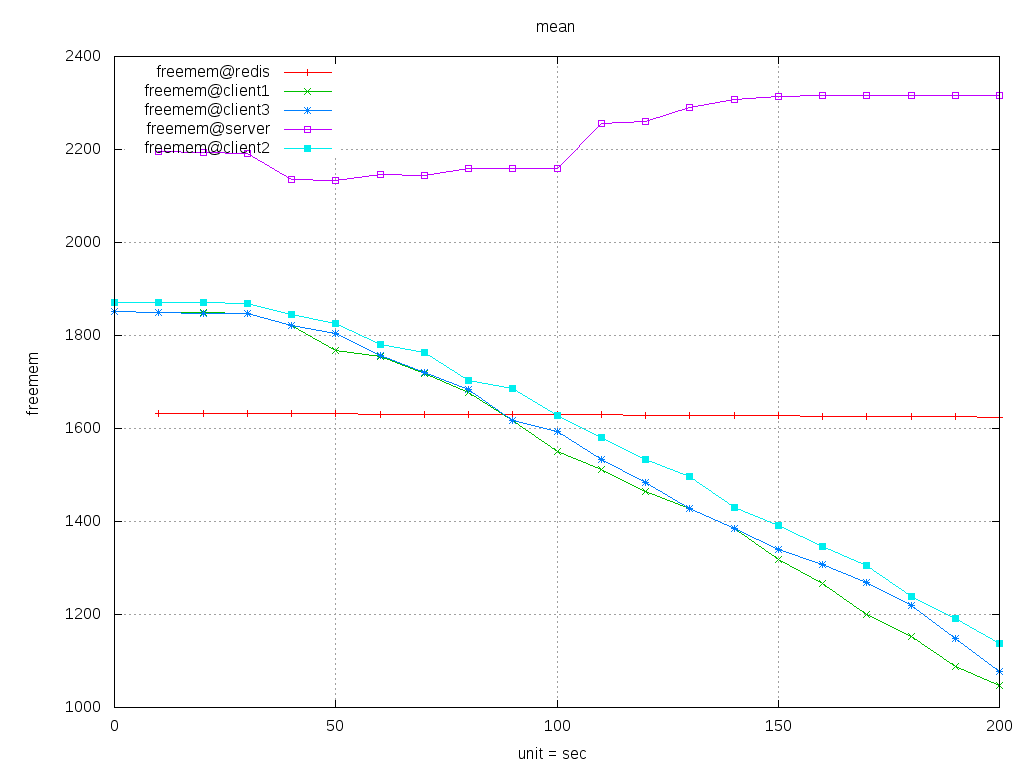 mean
2400
2200
2000
1800
1600
1400
1200
1000
freemem
freemem@redis
freemem@client1
freemem@client3
freemem@server
freemem@client2
0 50 100 150 200
unit = sec